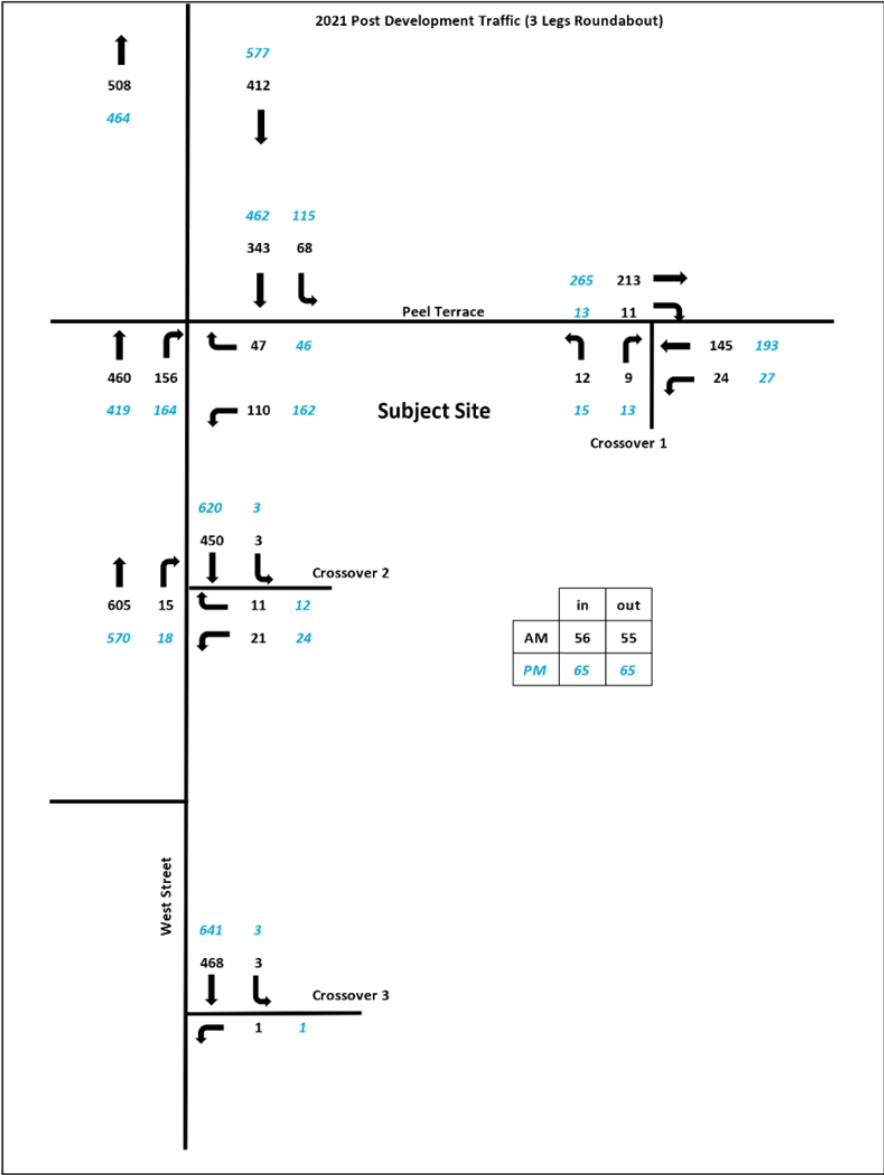 2021 Post Development Traffic (3 Legs Roundabout)
577
508 412
464
462 115
343 68
265 213
Peel Terrace 13 11
47 46 145 193
460 156 12 9 24 27
419 164 110 162 Subject Site 15 13
Crossover 1
620 3
450 3
Crossover 2
605 15 11 12 in out
570 18 21 24 AM 56 55
PM 65 65
West Street
641 3
468 3
Crossover 3
1 1